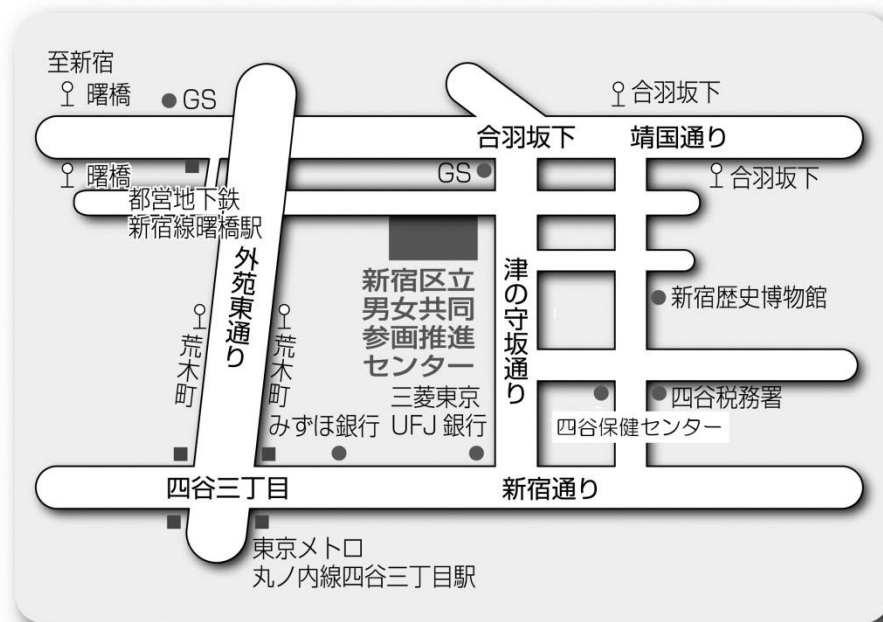 至新宿
曙橋
GS
合羽坂下
合羽坂下
靖国通り
曙橋
GS
合羽坂下
都営地下鉄
新宿線曙橋駅
外苑東通り
新宿区立
男女共同
参画推進
センター
津の守坂通り
新宿歴史博物館
荒木町
荒木町
三菱東京
UFJ銀行
みずほ銀行
四谷税務署
四谷保健センター
四谷三丁目
新宿通り
東京メトロ
丸ノ内線四谷三丁目駅